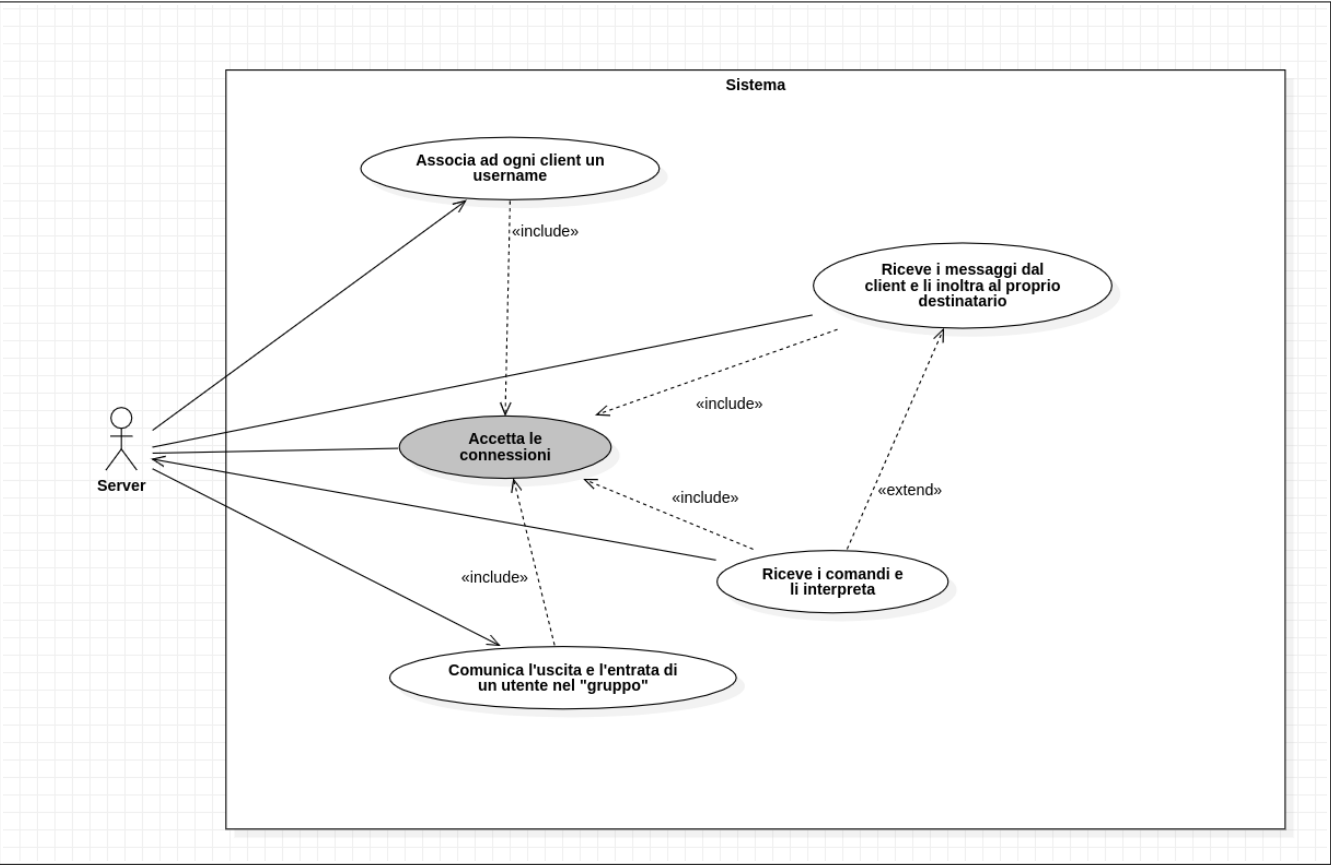 Sistema
Associa ad ogni client un
username
«include»
Riceve i messaggi dal
client e li inoltra al proprio
destinatario
«include»
Accetta le
connessioni
Server
«include»
«extend»
«include»
Riceve i comandi e
li interpreta
Comunica l'uscita e l'entrata di
un utente nel "gruppo"